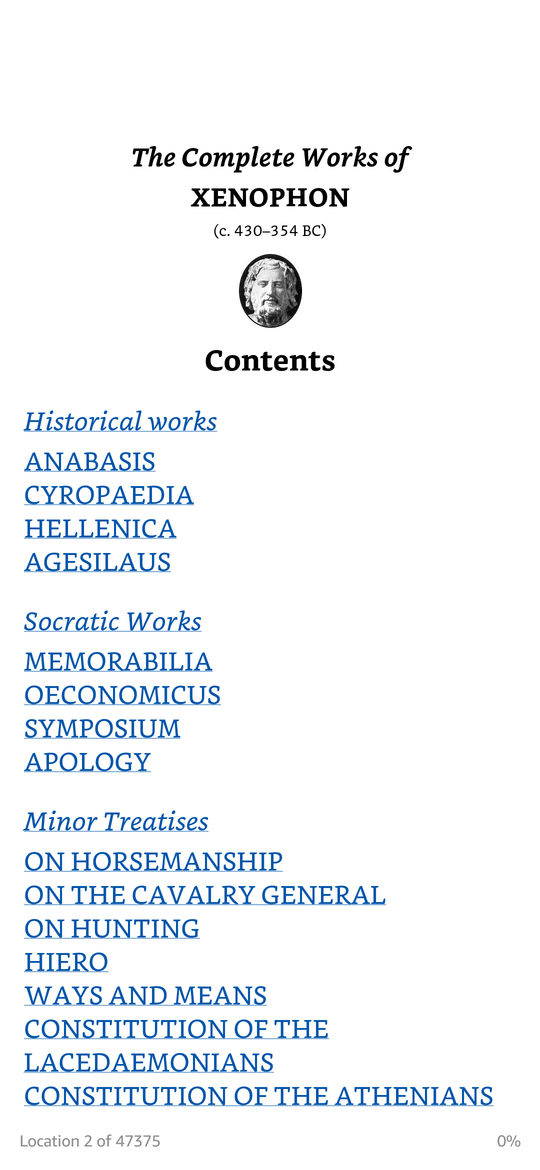 The Complete Works of
XENOPHON
(c. 430–354 BC)
Contents
Historical works
ANABASIS
CYROPAEDIA
HELLENICA
AGESILAUS
Socratic Works
MEMORABILIA
OECONOMICUS
SYMPOSIUM
APOLOGY
Minor Treatises
ON HORSEMANSHIP
ON THE CAVALRY GENERAL
ON HUNTING
HIERO
WAYS AND MEANS
CONSTITUTION OF THE
LACEDAEMONIANS
CONSTITUTION OF THE ATHENIANS
Location 2 of 47375 0%